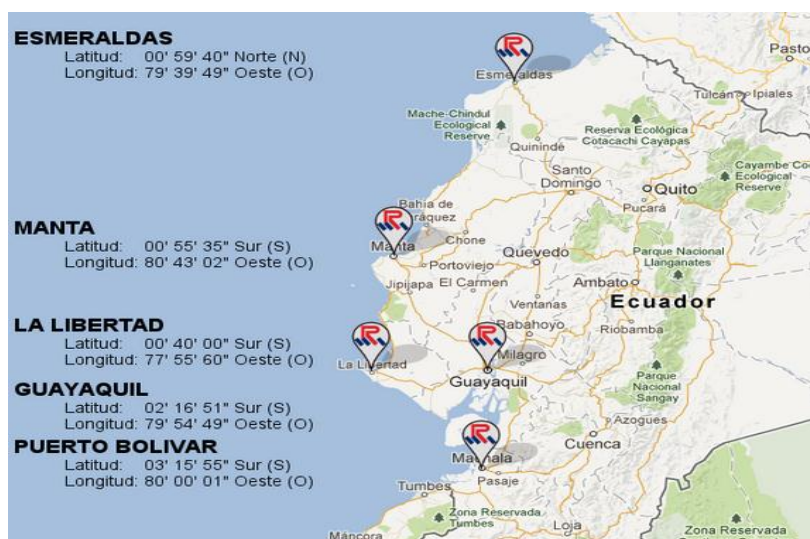 ESMERALDAS
Latitud: 00' 59' 40" Norte (N)
Longitud: 79' 39' 49" Oeste (O)
MANTA
Latitud: 00' 55' 35" Sur (S)
Longitud: 80' 43' 02" Oeste (O)
LA LIBERTAD
Latitud: 00' 40' 00" Sur (S)
Longitud: 77' 55' 60" Oeste (O)
GUAYAQUIL
Latitud: 02' 16' 51" Sur (S)
Longitud: 79' 54' 49" Oeste (O)
PUERTO BOLIVAR
Latitud: 03' 15' 55" Sur (S)
Longitud: 80' 00' 01" Oeste (O)
R
Esmeraldas
Pasto
Tulcán
Ipiales
Mache-Chindul
Ecological
Reserve
Reserva Ecológica
Cotacachi Cayapas
Quinindé
Cayambe Co
Ecological
Reserve
Santo
Domingo
Quito
Pucará
Bahía de
ráquez
R
Manta
Chone
Portoviejo
Quevedo
Parque Nacional
Llanganates
Jipijapa
El Carmen
Ambato
Ecuador
Ventanas
Babahoyo
Riobamba
R
La Libertad
R
Milagro
Guayaquil
Parque
Nacional
Sangay
Azogues
R
Machala
Cuenca
Pasaje
Tumbes
Zona Reservada
Tumbes
Loja
Máncora
Zona Reservada